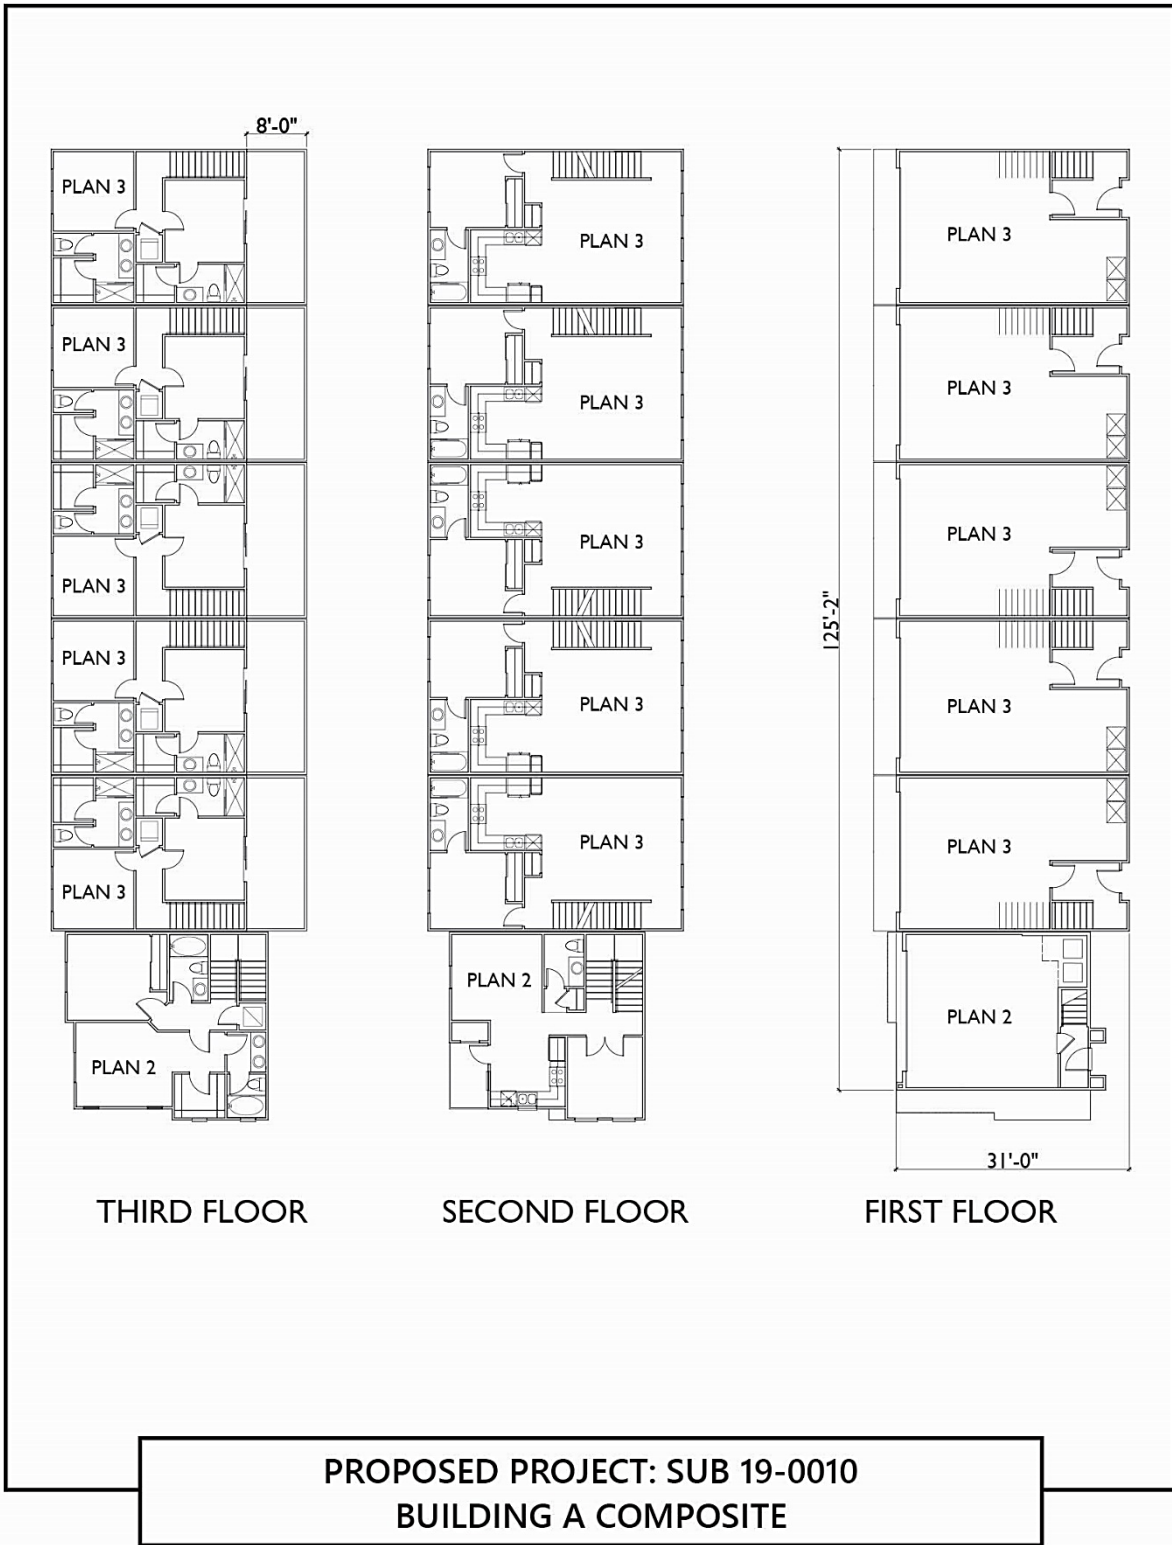 8'-0"
PLAN 3
PLAN 3
PLAN 3
PLAN 3
PLAN 3
PLAN 2
THIRD FLOOR
PLAN 3
PLAN 3
PLAN 3
PLAN 3
PLAN 3
PLAN 2
SECOND FLOOR
125'-2"
PLAN 3
PLAN 3
PLAN 3
PLAN 3
PLAN 3
PLAN 2
31'-0"
FIRST FLOOR
PROPOSED PROJECT: SUB 19-0010
BUILDING A COMPOSITE